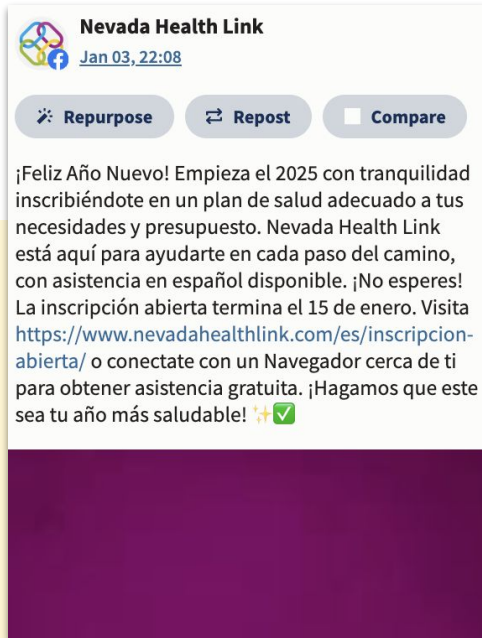 Nevada Health Link
Jan 03, 22:08
Repurpose
Repost
Compare
¡Feliz Año Nuevo! Empieza el 2025 con tranquilidad
inscribiéndote en un plan de salud adecuado a tus
necesidades y presupuesto. Nevada Health Link
está aquí para ayudarte en cada paso del camino,
con asistencia en español disponible. ¡No esperes!
La inscripción abierta termina el 15 de enero. Visita
https://www.nevadahealthlink.com/es/inscripcion-
abierta/ o conectate con un Navegador cerca de ti
para obtener asistencia gratuita. ¡Hagamos que este
sea tu año más saludable! ✨✅